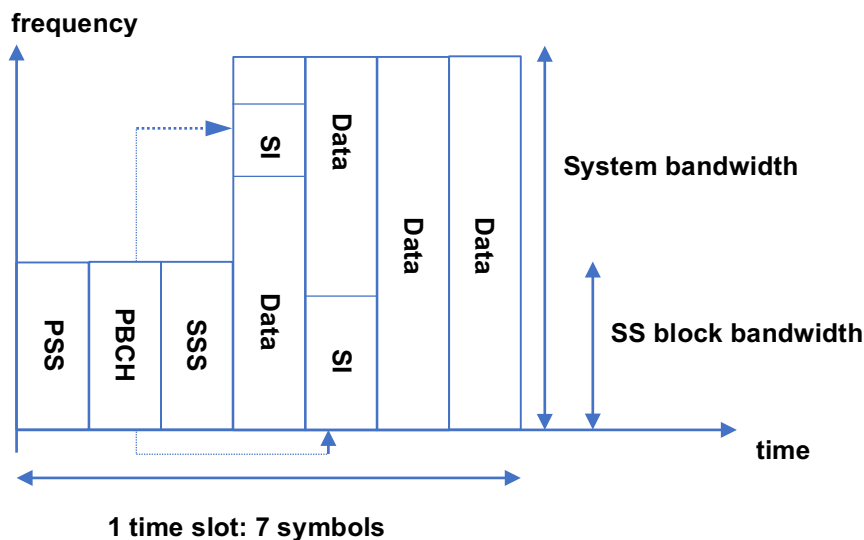 frequency
PSS
PBCH
SSS
SI
Data
Data
SI
Data
Data
System bandwidth
SS block bandwidth
time
1 time slot: 7 symbols